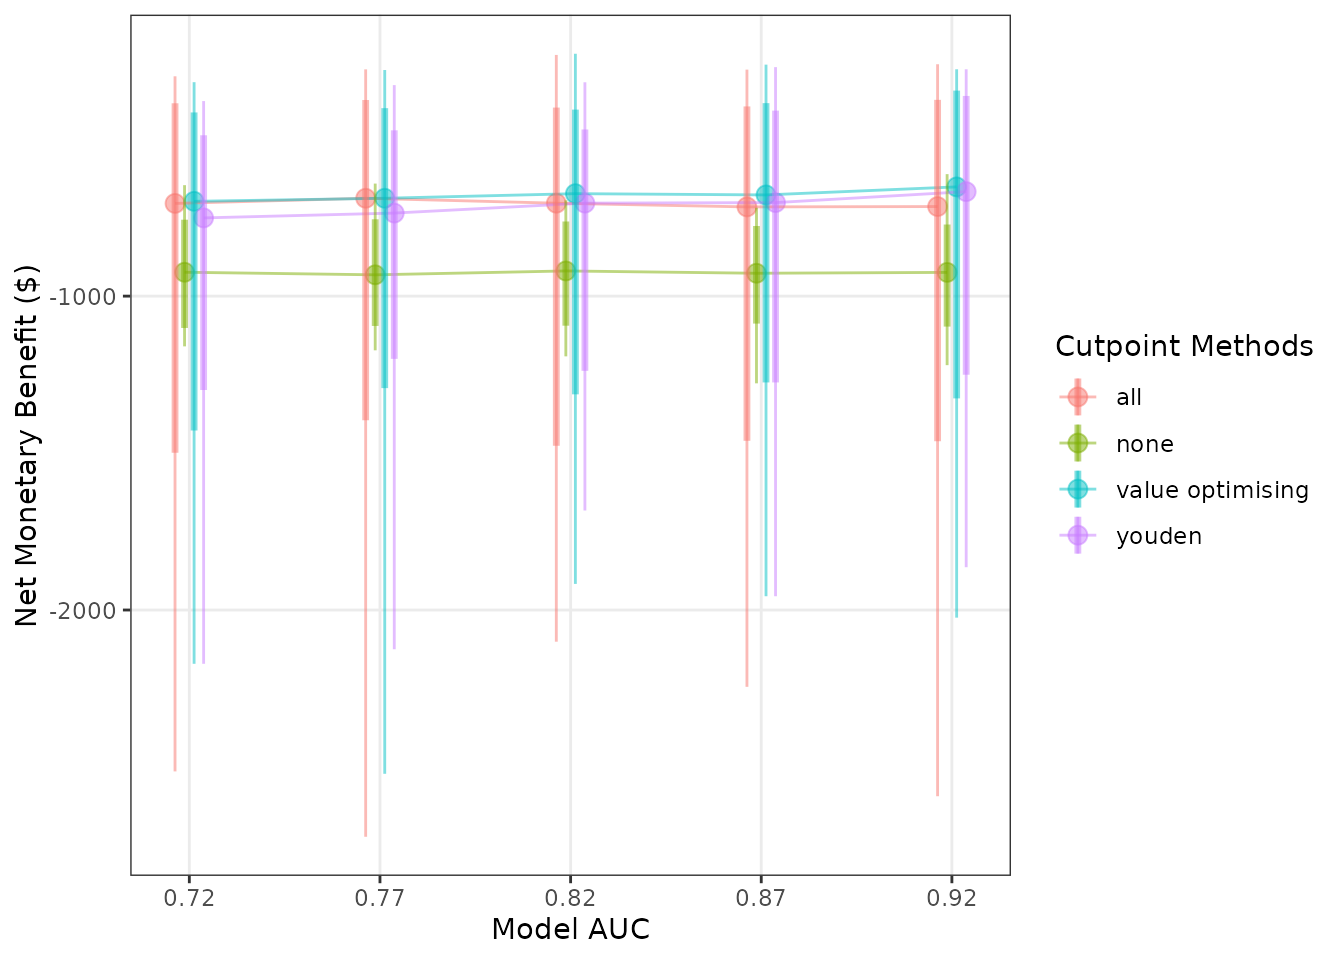 Net Monetary Benefit ($)
-1000
-2000
0.72
0.77
0.82
0.87
0.92
Model AUC
Cutpoint Methods
all
none
value optimising
youden